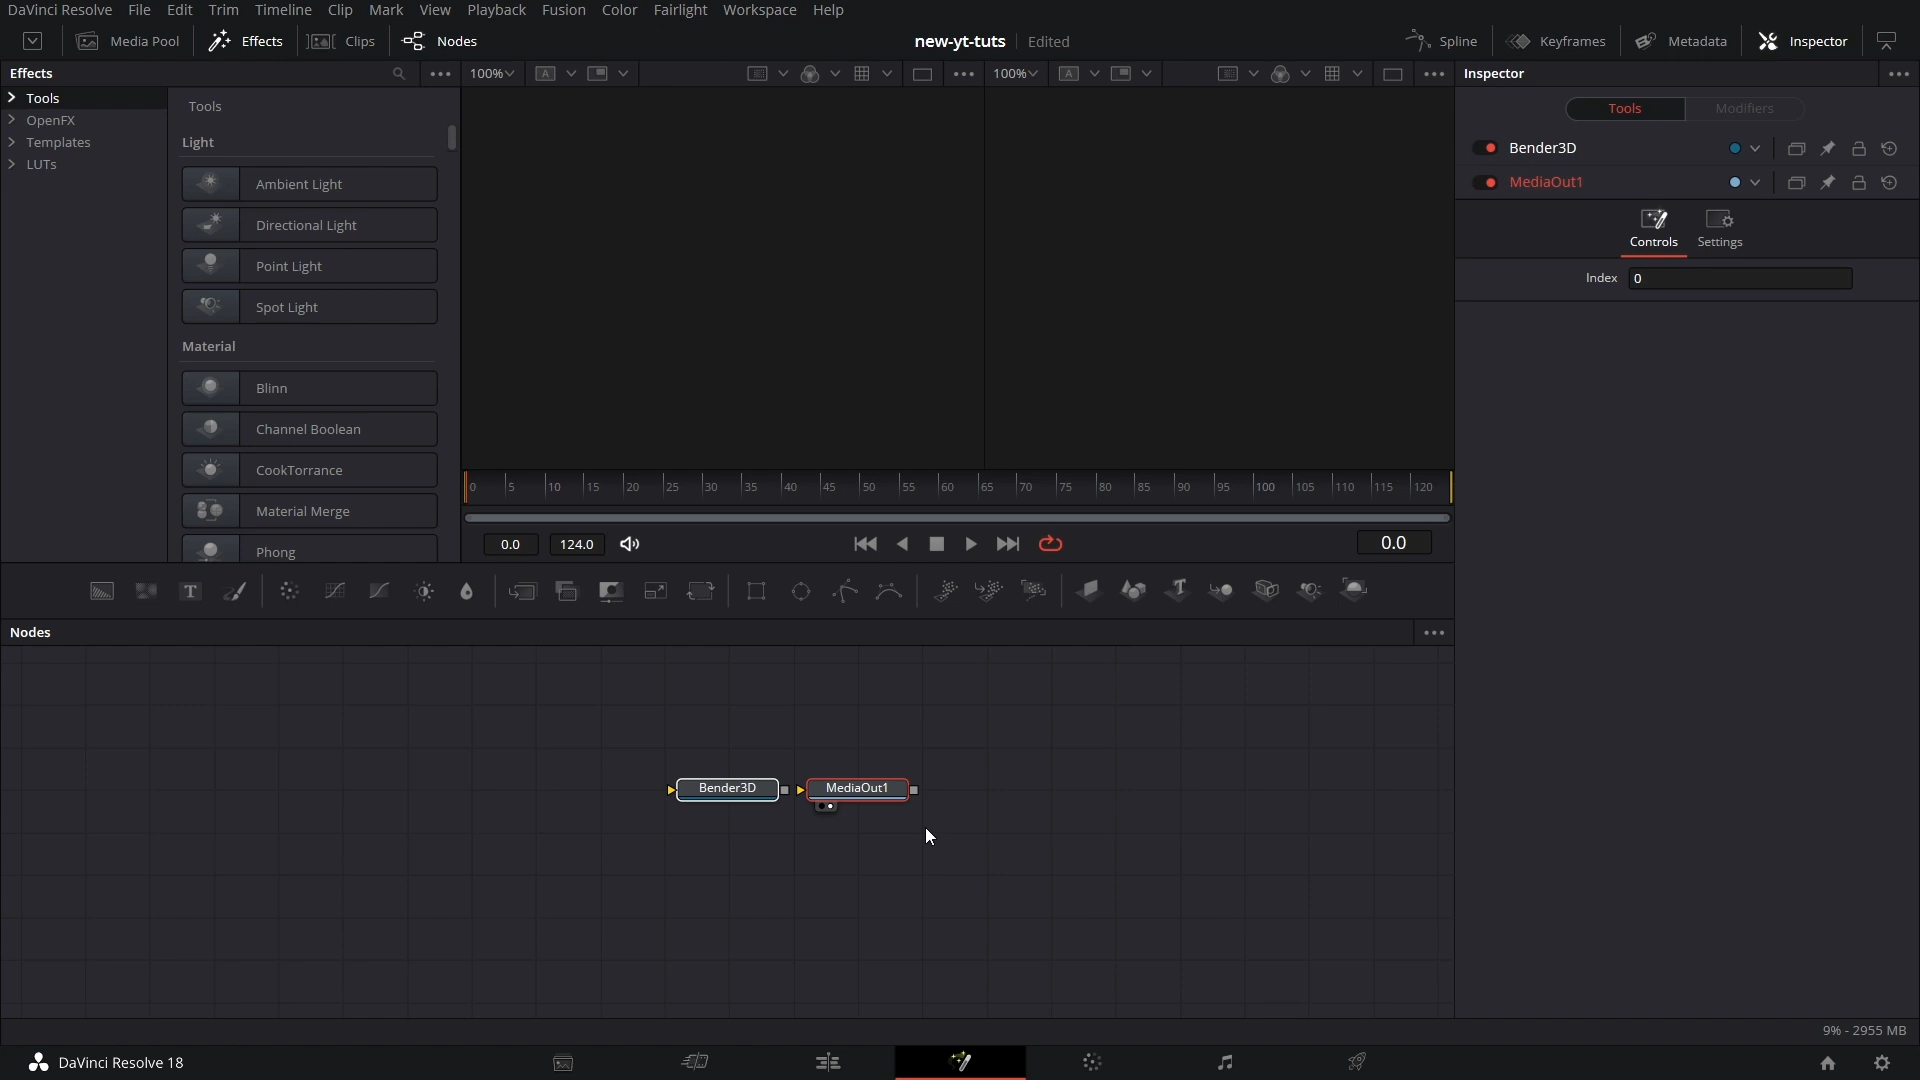 DaVinci Resolve File Edit Trim Timeline Clip Mark View Playback Fusion Color Fairlight Workspace Help
Media Pool Effects Clips Nodes new-yt-tuts Edited Spline Keyframes Metadata Inspector
Effects 100% A 100% A Inspector
Tools
OpenFX
Templates
LUTs
Tools
Light
Ambient Light
Directional Light
Point Light
Spot Light
Material
Blinn
Channel Boolean
CookTorrance
Material Merge
Phong
0 5 10 15 20 25 30 35 40 45 50 55 60 65 70 75 80 85 90 95 100 105 110 115 120
0.0 124.0 0.0
T T
Nodes
Bender3D MediaOut1
Tools Modifiers
Bender3D
MediaOut1
Controls Settings
Index 0
9% - 2955 MB
DaVinci Resolve 18